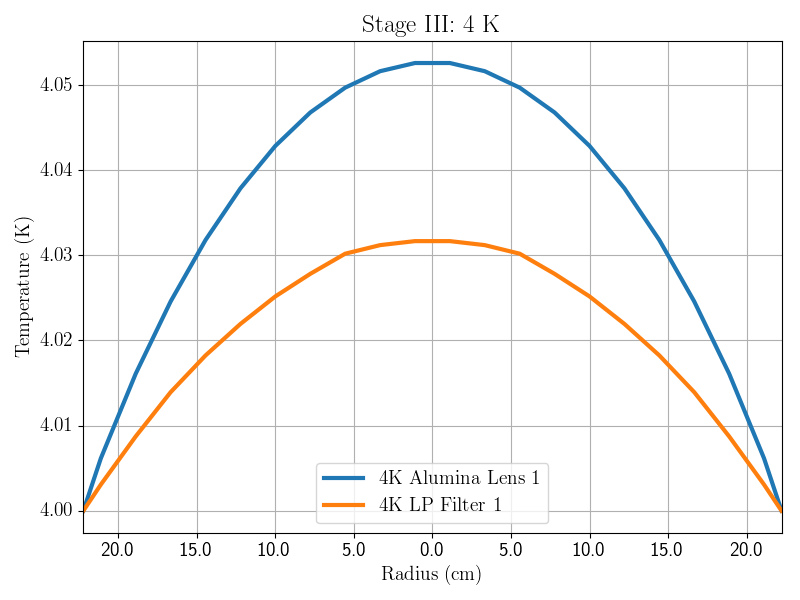 Stage III: 4 K
Temperature (K)
4.05
4.04
4.03
4.02
4.01
4.00
4K Alumina Lens 1
4K LP Filter 1
20.0 15.0 10.0 5.0 0.0 5.0 10.0 15.0 20.0
Radius (cm)